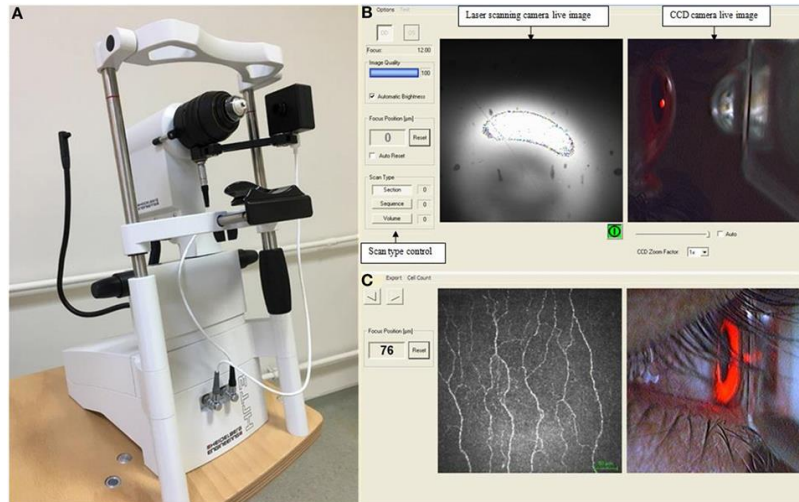 A
HEIDELBERG
ENGINEERING
B
Options
Laser scanning camera live image
CCD camera live image
Focus: 12.00
Image Quality
100
Automatic Brightness
Focus Position [µm]
0
Reset
Auto Reset
Scan Type
Section 0
Sequence 0
Volume 0
Scan type control
Auto
CCD Zoom Factor: 1x
C
Export Cell Count
Focus Position [µm]
76
Reset